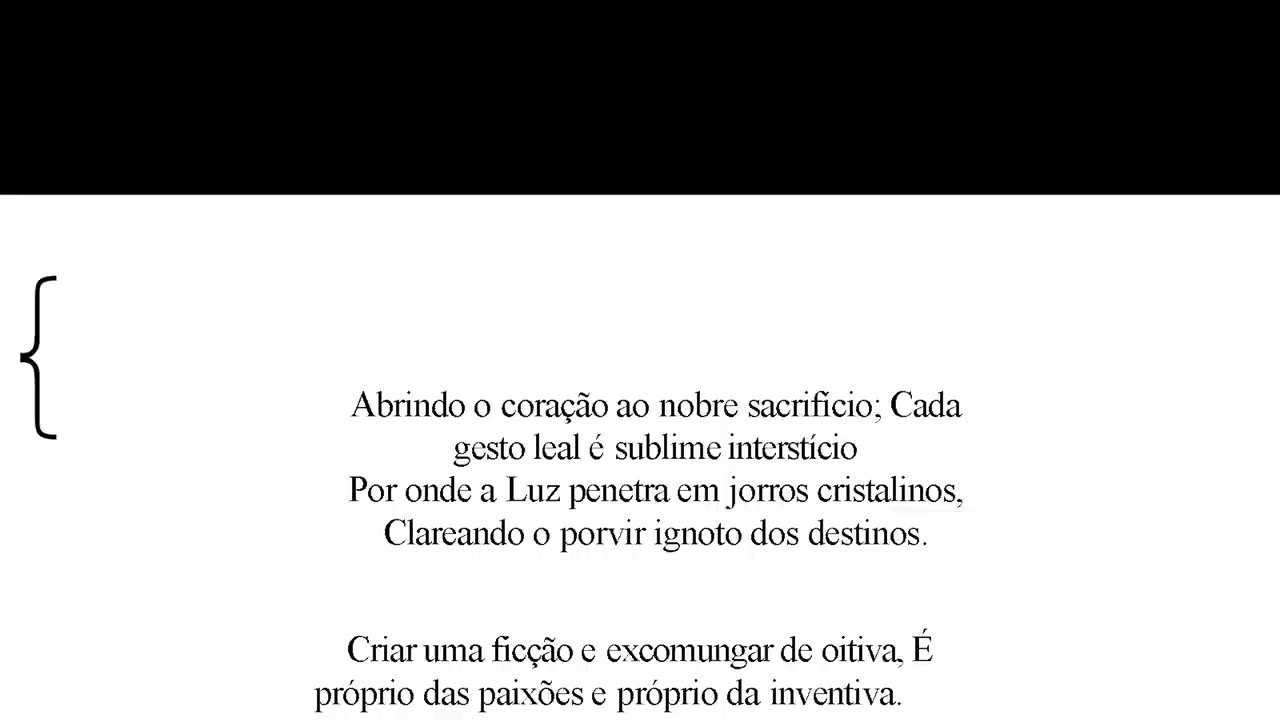 Abrindo o coração ao nobre sacrifício; Cada
gesto leal é sublime interstício
Por onde a Luz penetra em jorros cristalinos,
Clareando o porvir ignoto dos destinos.
Criar uma ficção e excomungar de oitiva, É
próprio das paixões e próprio da inventiva.